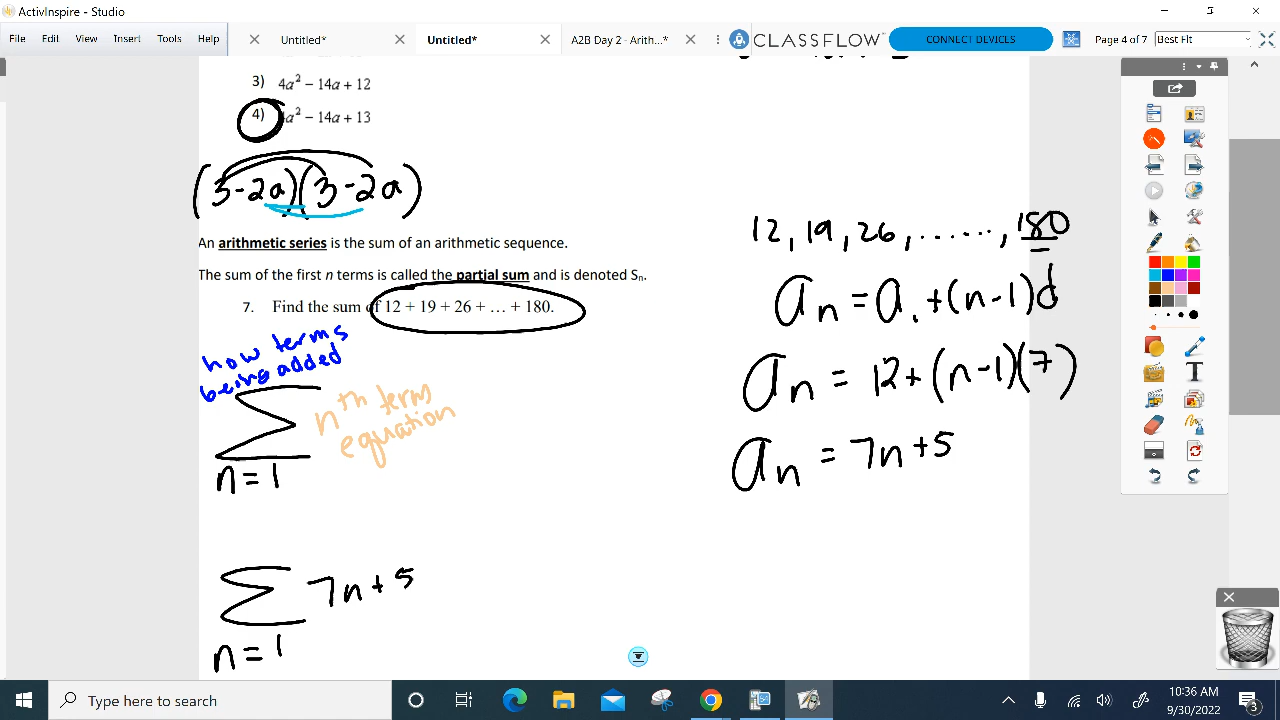 ActivInspire - Studio
File Edit View Insert Tools Help
Untitled*
Untitled*
A2B Day 2 - Arith...*
CLASSFLOW
CONNECT DEVICES
Page 4 of 7
Best Fit
3) 4a² − 14a + 12
4) a² − 14a + 13
(3-2a)(3-2a)
An arithmetic series is the sum of an arithmetic sequence.
The sum of the first n terms is called the partial sum and is denoted Sn.
7. Find the sum of 12 + 19 + 26 + … + 180.
how terms
being added
Σ nth term
equation
n=1
Σ 7n+5
n=1
12, 19, 26, ......, 180
an = a1 +(n-1)d
an = 12+(n-1)(7)
an = 7n+5
Type here to search
10:36 AM
9/30/2022
3